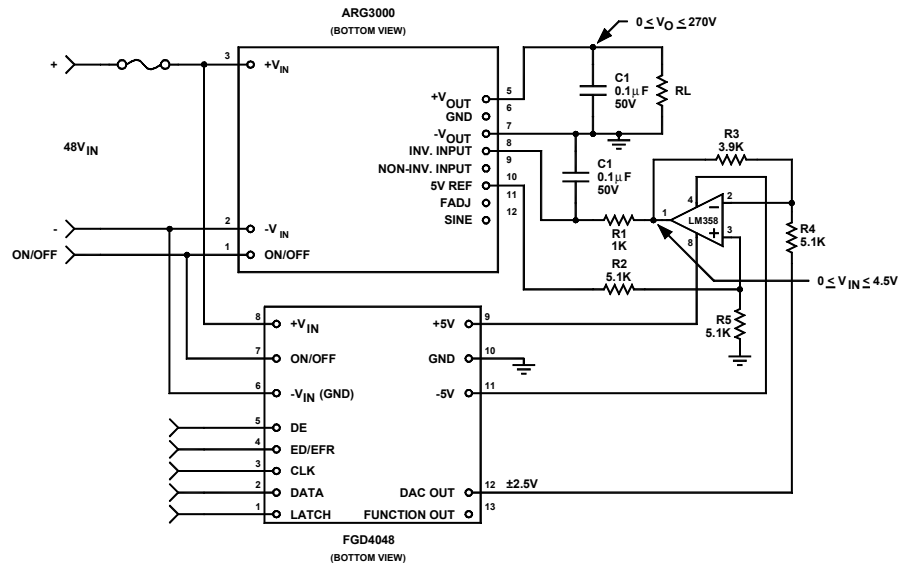 ARG3000
(BOTTOM VIEW)
0 ≤ VO ≤ 270V
+
3
+VIN
C1
0.1µF
50V
RL
+VOUT
5
GND
6
-VOUT
7
INV. INPUT
8
NON-INV. INPUT
9
5V REF
10
FADJ
11
SINE
12
48VIN
C1
0.1µF
50V
R3
3.9K
-
2
-VIN
ON/OFF
1
ON/OFF
R1
1K
1
4
2
−
LM358
+
3
8
R4
5.1K
R2
5.1K
0 ≤ VIN ≤ 4.5V
R5
5.1K
8
+VIN
+5V
9
7
ON/OFF
GND
10
6
-VIN (GND)
-5V
11
5
DE
4
ED/EFR
3
CLK
2
DATA
DAC OUT
12
±2.5V
1
LATCH
FUNCTION OUT
13
FGD4048
(BOTTOM VIEW)